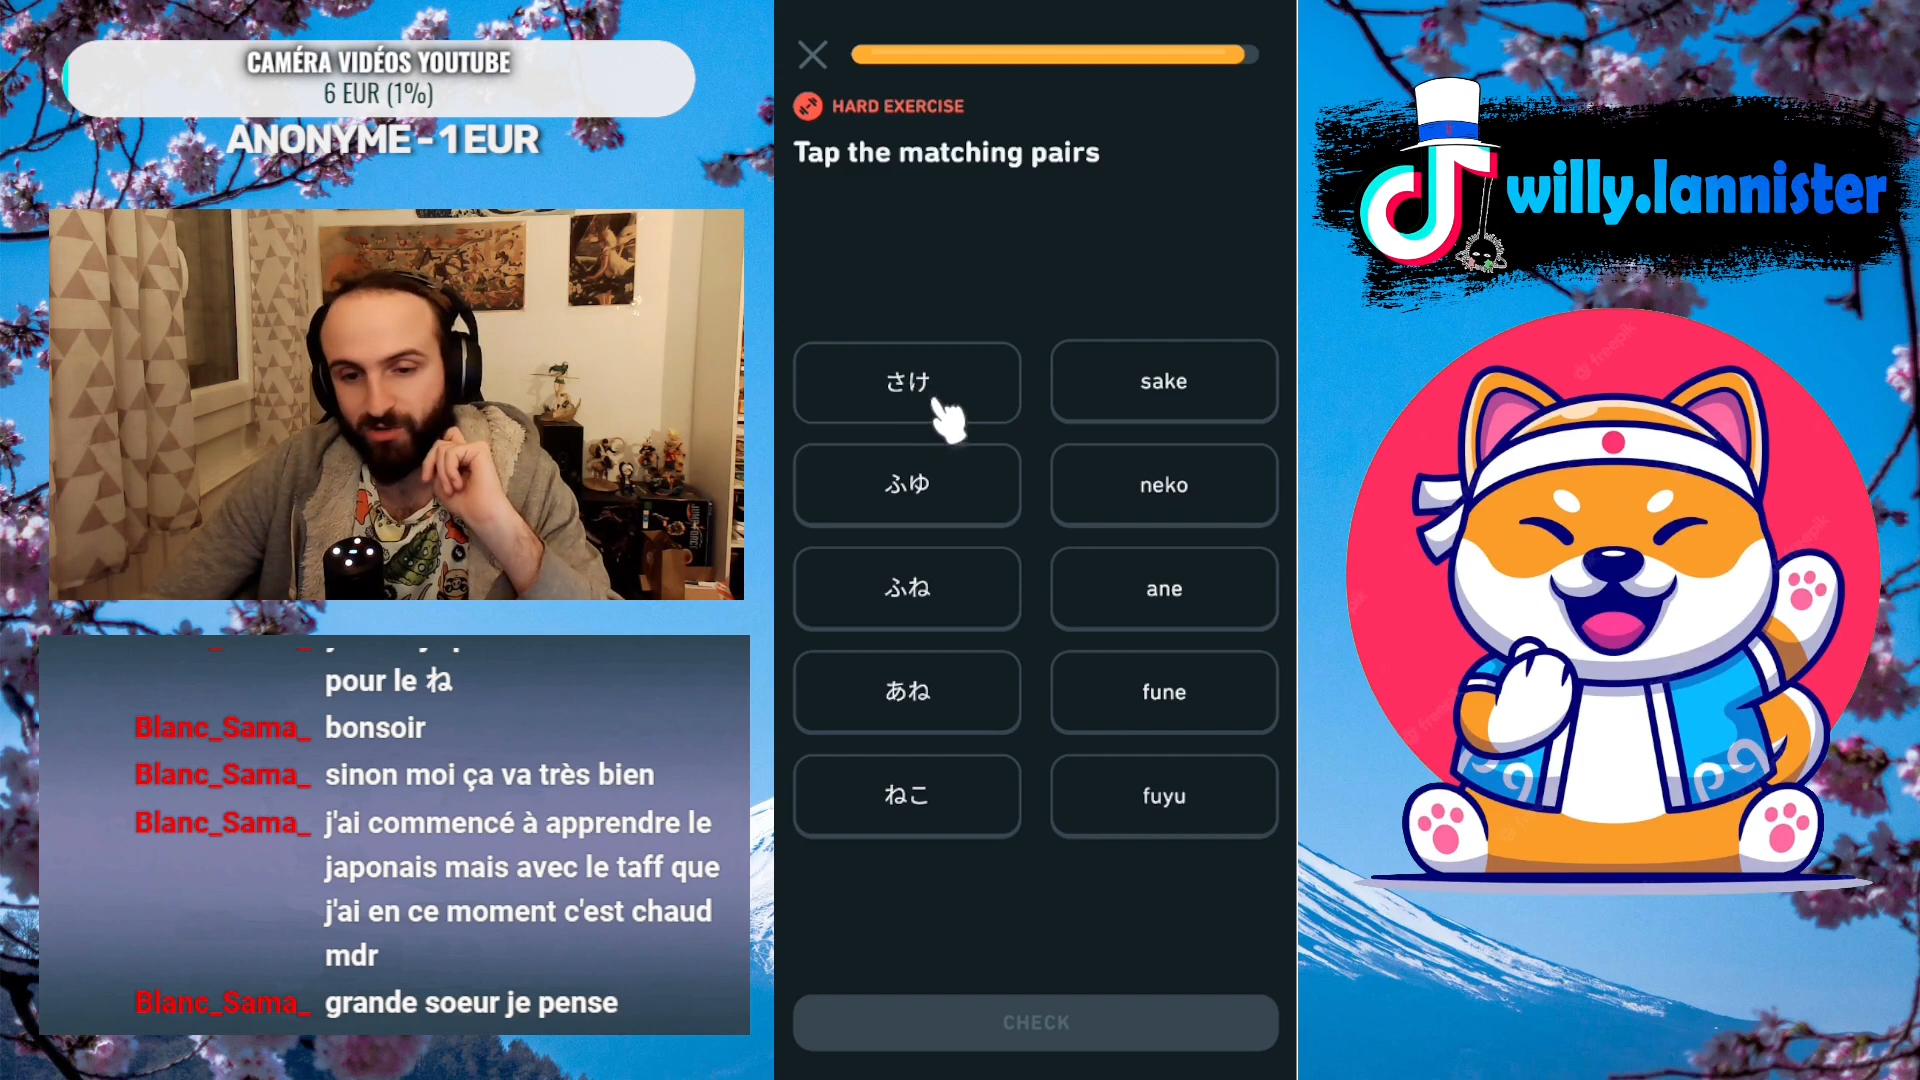 CAMÉRA VIDÉOS YOUTUBE
6 EUR (1%)
ANONYME - 1 EUR
pour le ね
Blanc_Sama_ bonsoir
Blanc_Sama_ sinon moi ça va très bien
Blanc_Sama_ j'ai commencé à apprendre le
japonais mais avec le taff que
j'ai en ce moment c'est chaud
mdr
Blanc_Sama_ grande soeur je pense
HARD EXERCISE
Tap the matching pairs
さけ
sake
ふゆ
neko
ふね
ane
あね
fune
ねこ
fuyu
CHECK
willy.lannister